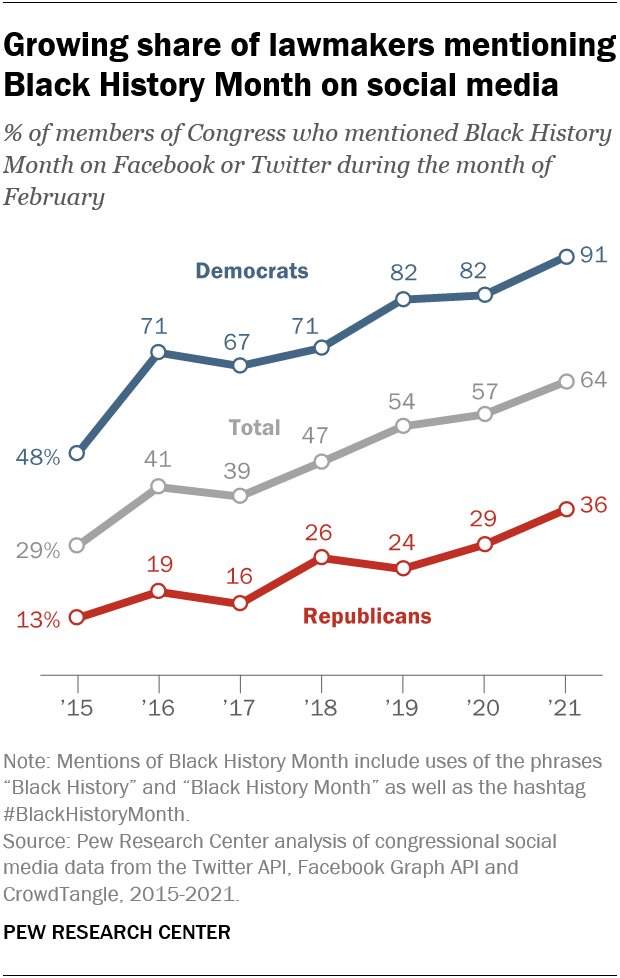 Growing share of lawmakers mentioning
Black History Month on social media
% of members of Congress who mentioned Black History
Month on Facebook or Twitter during the month of
February
Democrats
48%
71
67
71
82
82
91
Total
29%
41
39
47
54
57
64
Republicans
13%
19
16
26
24
29
36
’15 ’16 ’17 ’18 ’19 ’20 ’21
Note: Mentions of Black History Month include uses of the phrases
“Black History” and “Black History Month” as well as the hashtag
#BlackHistoryMonth.
Source: Pew Research Center analysis of congressional social
media data from the Twitter API, Facebook Graph API and
CrowdTangle, 2015-2021.
PEW RESEARCH CENTER